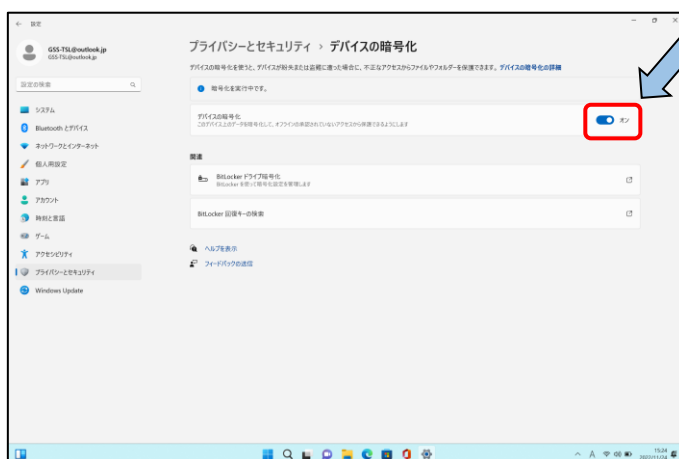 設定
GSS-TSL@outlook.jp
GSS-TSL@outlook.jp
設定の検索
システム
Bluetooth とデバイス
ネットワークとインターネット
個人用設定
アプリ
アカウント
時刻と言語
ゲーム
アクセシビリティ
プライバシーとセキュリティ
Windows Update
プライバシーとセキュリティ › デバイスの暗号化
デバイスの暗号化を使うと、デバイスが紛失または盗難に遭った場合に、不正なアクセスからファイルやフォルダーを保護できます。 デバイスの暗号化の詳細
暗号化を実行中です。
デバイスの暗号化
このデバイス上のデータを暗号化して、オフラインの承認されていないアクセスから保護できるようにします
オン
関連
BitLocker ドライブ暗号化
BitLocker を使って暗号化設定を管理します
BitLocker 回復キーの検索
ヘルプを表示
フィードバックの送信
A
15:24
2022/11/24